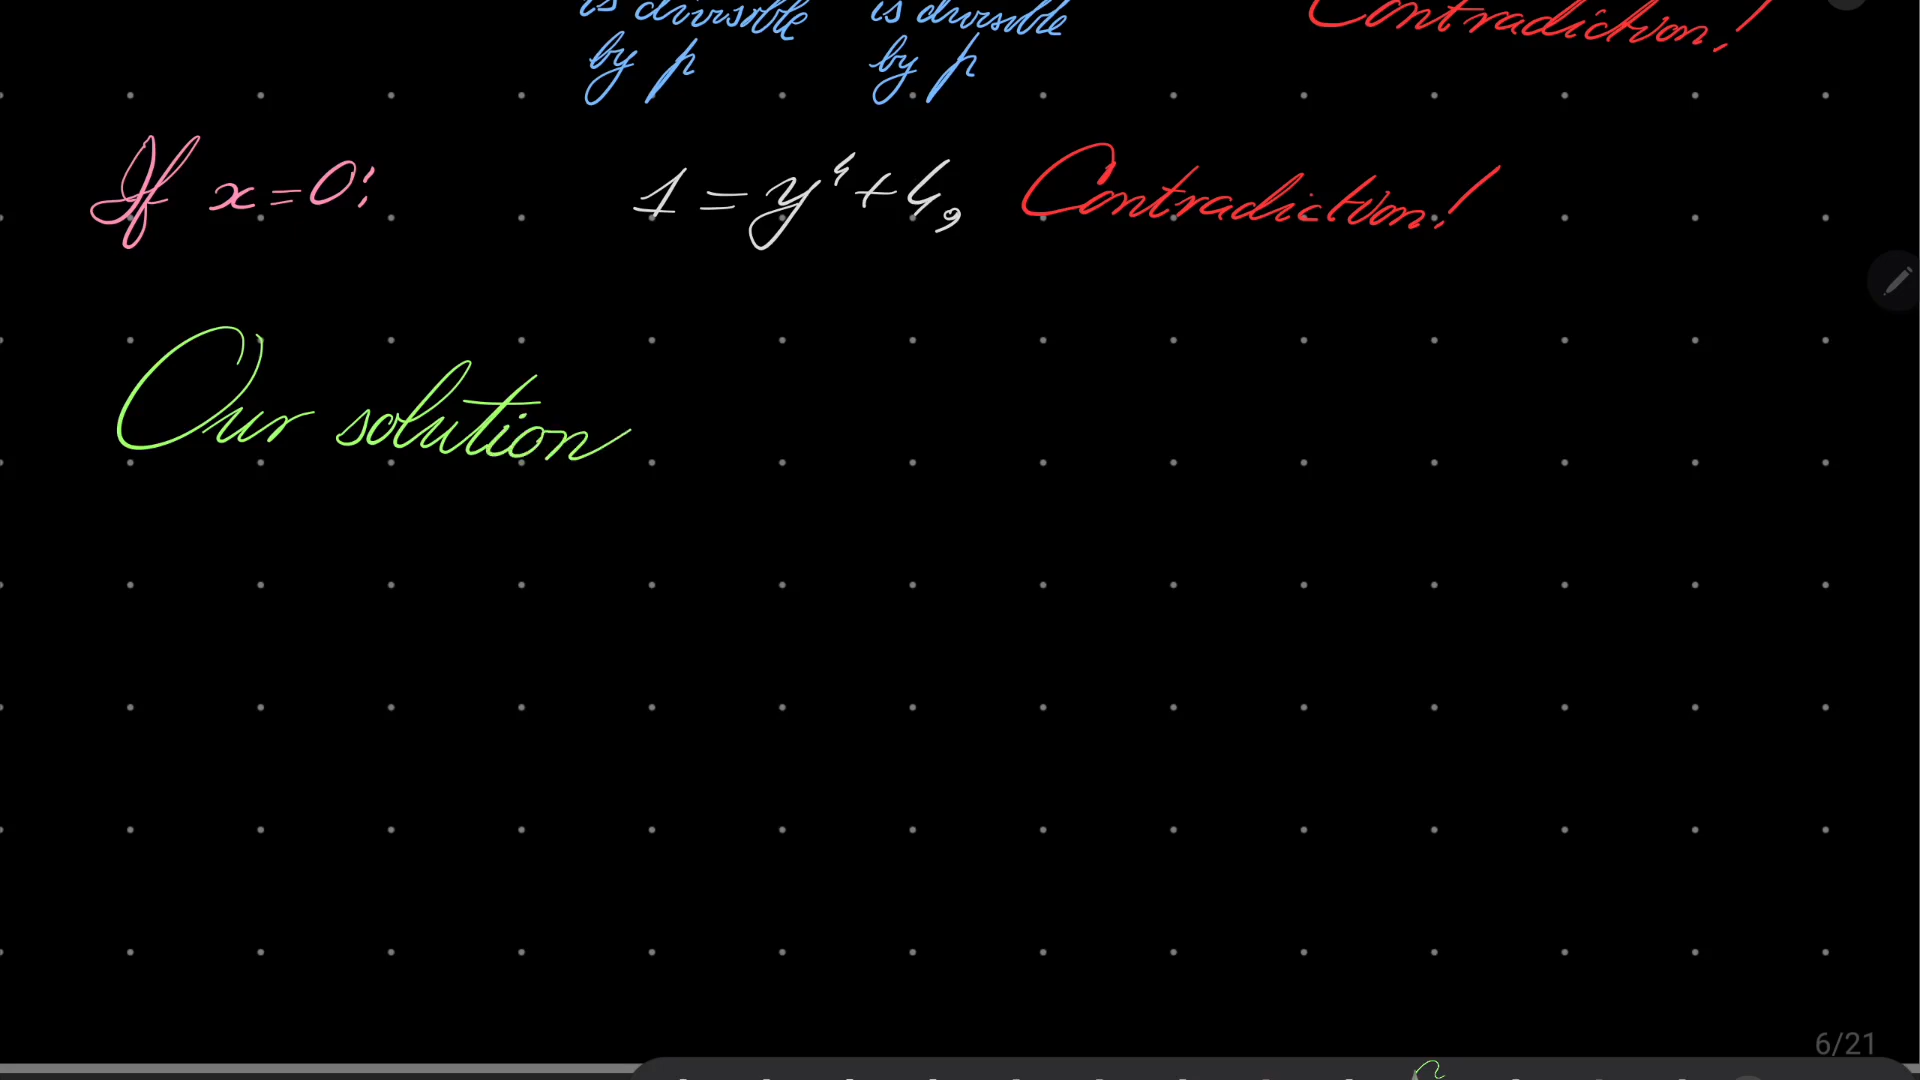 is divisible is divisible Contradiction!
by p by p
If x=0: 1 = y⁴ + 4, Contradiction!
Our solution
6/21